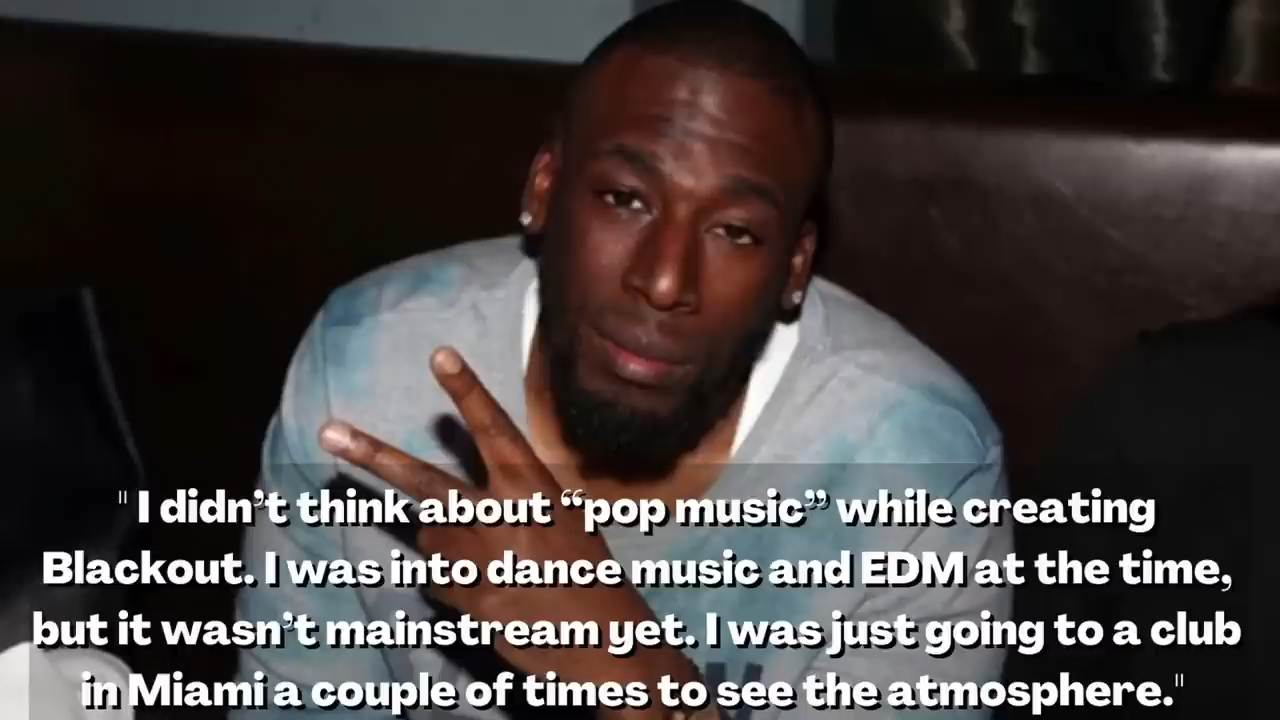 " I didn’t think about “pop music” while creating
Blackout. I was into dance music and EDM at the time,
but it wasn’t mainstream yet. I was just going to a club
in Miami a couple of times to see the atmosphere."